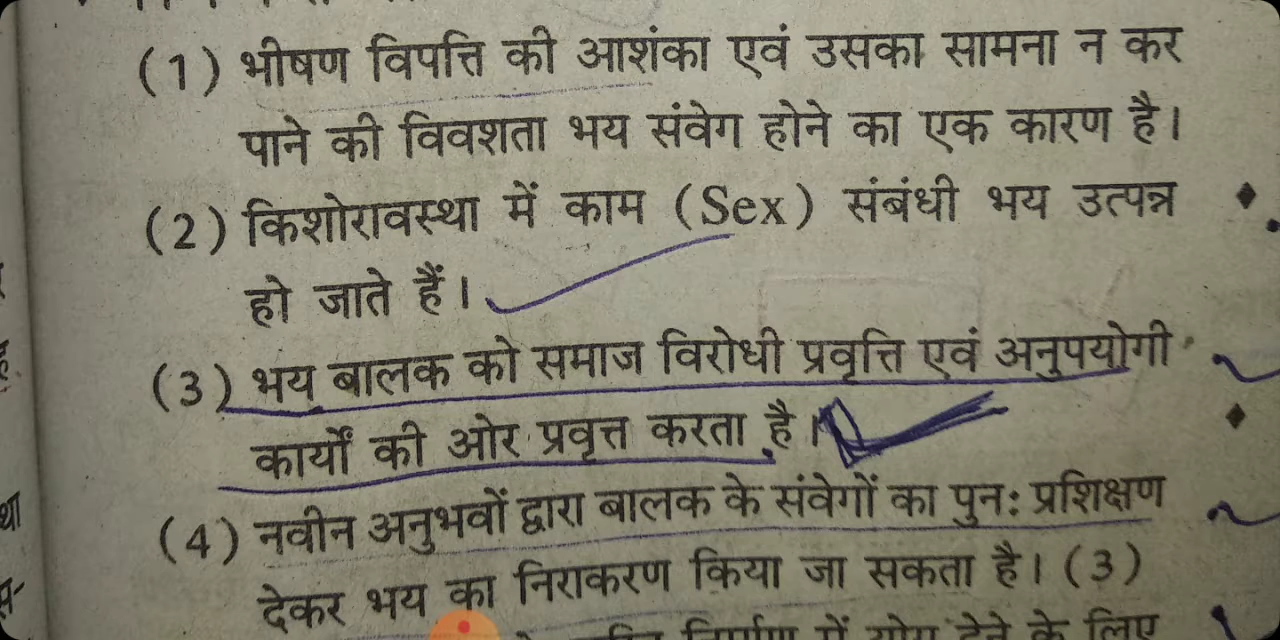 (1) भीषण विपत्ति की आशंका एवं उसका सामना न कर
पाने की विवशता भय संवेग होने का एक कारण है।
(2) किशोरावस्था में काम (Sex) संबंधी भय उत्पन्न
हो जाते हैं।
(3) भय बालक को समाज विरोधी प्रवृत्ति एवं अनुपयोगी
कार्यों की ओर प्रवृत्त करता है।
(4) नवीन अनुभवों द्वारा बालक के संवेगों का पुनः प्रशिक्षण
देकर भय का निराकरण किया जा सकता है। (3)
निर्माण में योग देने के लिए